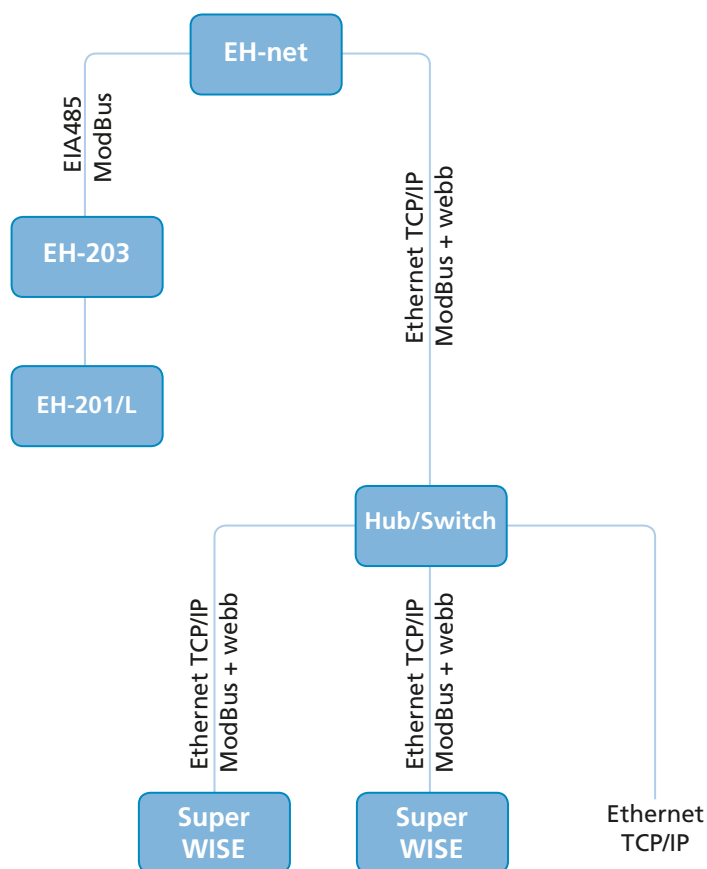 EH-net
EIA485
ModBus
Ethernet TCP/IP
ModBus + webb
EH-203
EH-201/L
Hub/Switch
Ethernet TCP/IP
ModBus + webb
Ethernet TCP/IP
ModBus + webb
Super
WISE
Super
WISE
Ethernet
TCP/IP